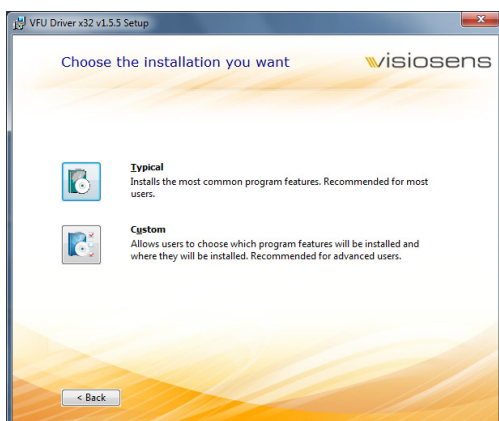 VFU Driver x32 v1.5.5 Setup
Choose the installation you want
visiosens
Typical
Installs the most common program features. Recommended for most
users.
Custom
Allows users to choose which program features will be installed and
where they will be installed. Recommended for advanced users.
< Back